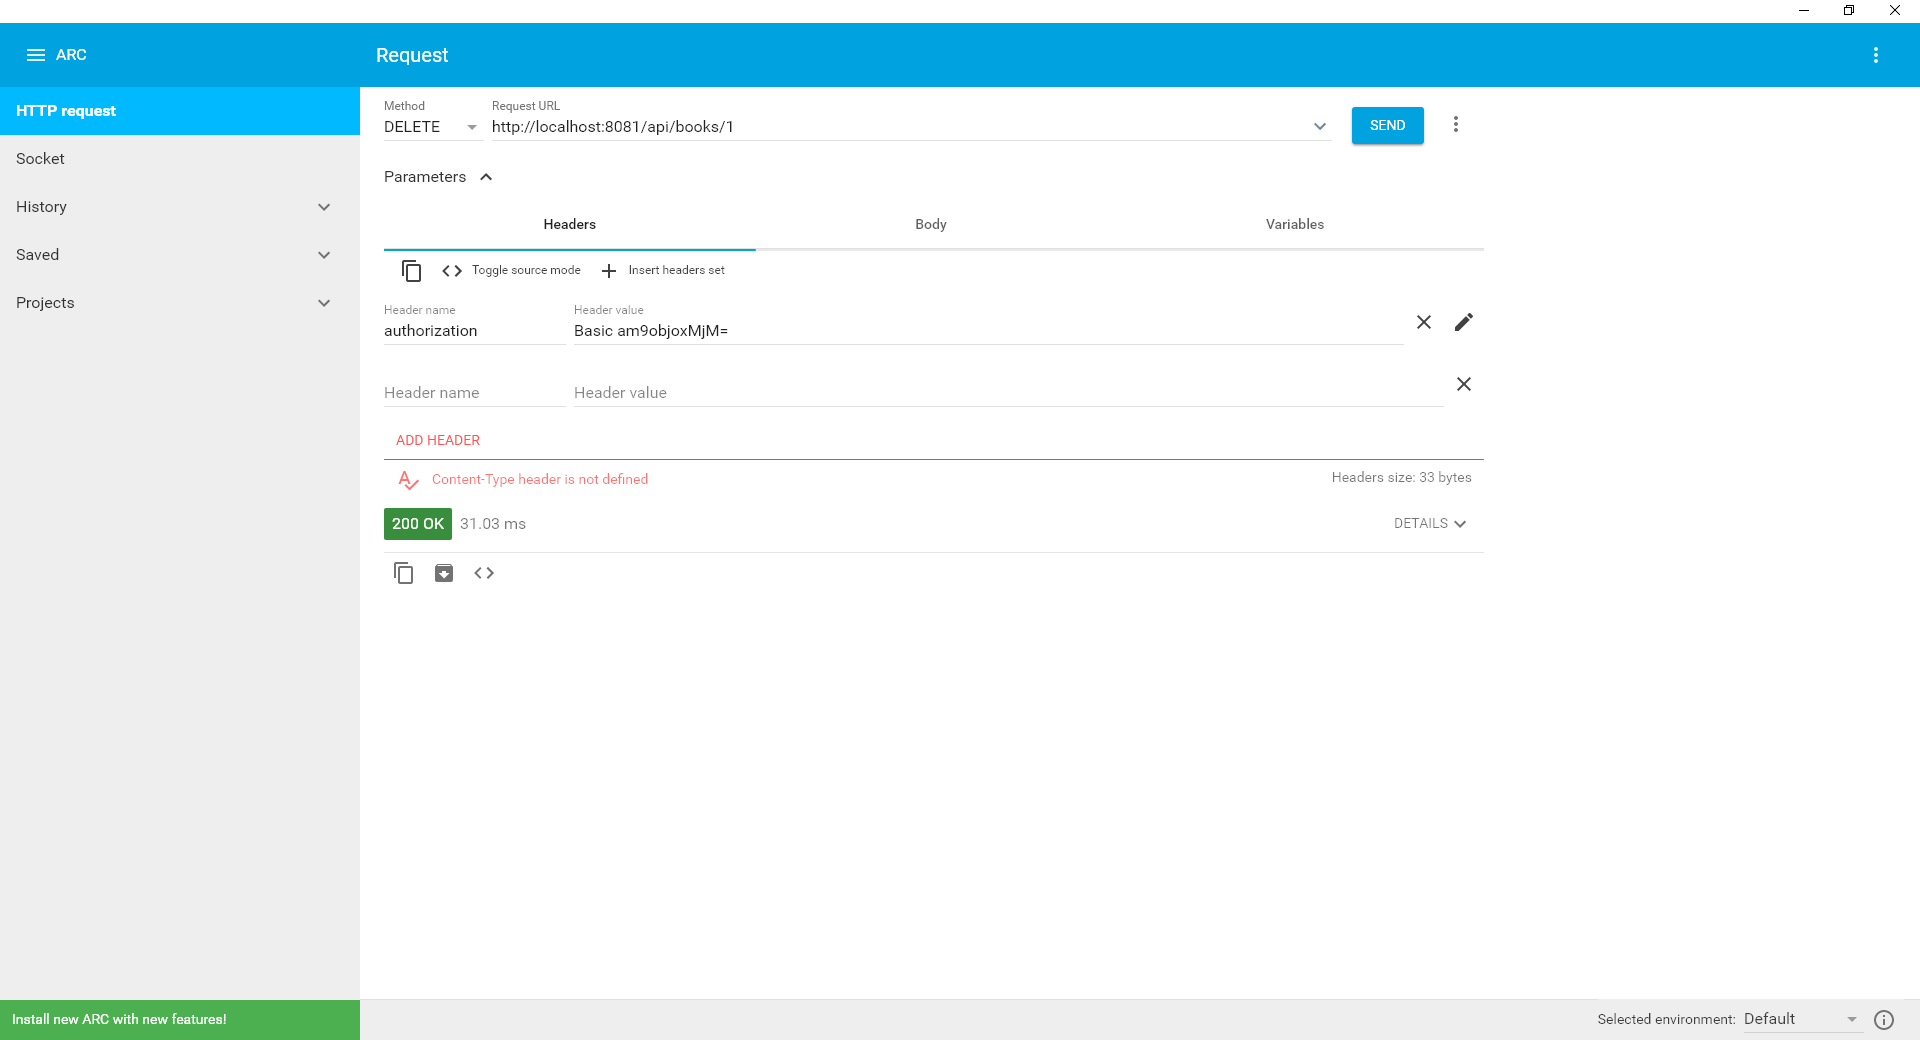 ARC
Request
HTTP request
Socket
History
Saved
Projects
Method
DELETE
Request URL
http://localhost:8081/api/books/1
SEND
Parameters
Headers
Body
Variables
Toggle source mode
Insert headers set
Header name
authorization
Header value
Basic am9objoxMjM=
Header name
Header value
ADD HEADER
Content-Type header is not defined
Headers size: 33 bytes
200 OK
31.03 ms
DETAILS
Install new ARC with new features!
Selected environment:
Default